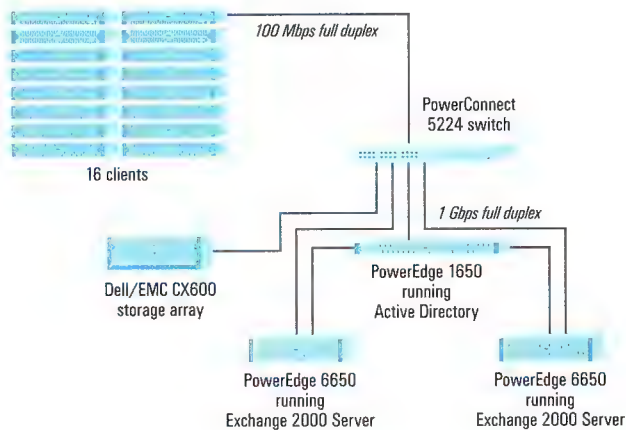 100 Mbps full duplex
PowerConnect
5224 switch
16 clients
1 Gbps full duplex
Dell/EMC CX600
storage array
PowerEdge 1650
running
Active Directory
PowerEdge 6650
running
Exchange 2000 Server
PowerEdge 6650
running
Exchange 2000 Server